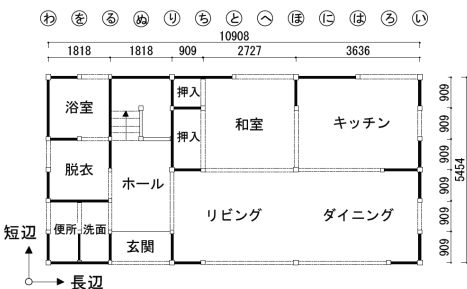 わ を る ぬ り ち と へ ほ に は ろ い
10908
1818 1818 909 2727 3636
浴室
押入
和室
キッチン
909
909
909
909
909
909
5454
押入
脱衣
ホール
リビング
ダイニング
便所
洗面
玄関
短辺
長辺